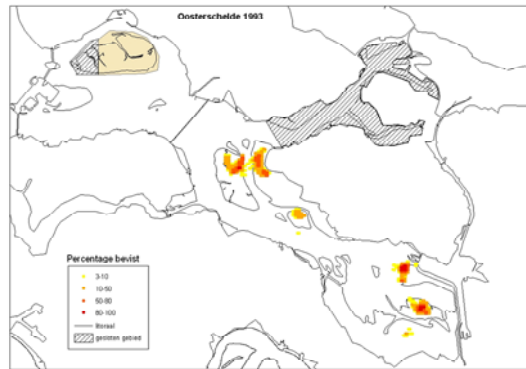 Oosterschelde 1993
Percentage bevist
3-10
10-50
50-80
80-100
litoraal
gesloten gebied